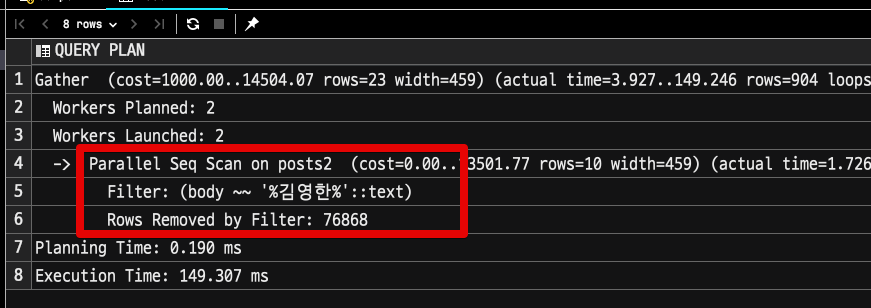 8 rows
QUERY PLAN
1 Gather (cost=1000.00..14504.07 rows=23 width=459) (actual time=3.927..149.246 rows=904 loops
2 Workers Planned: 2
3 Workers Launched: 2
4 -> Parallel Seq Scan on posts2 (cost=0.00..13501.77 rows=10 width=459) (actual time=1.726
5 Filter: (body ~~ '%김영한%'::text)
6 Rows Removed by Filter: 76868
7 Planning Time: 0.190 ms
8 Execution Time: 149.307 ms